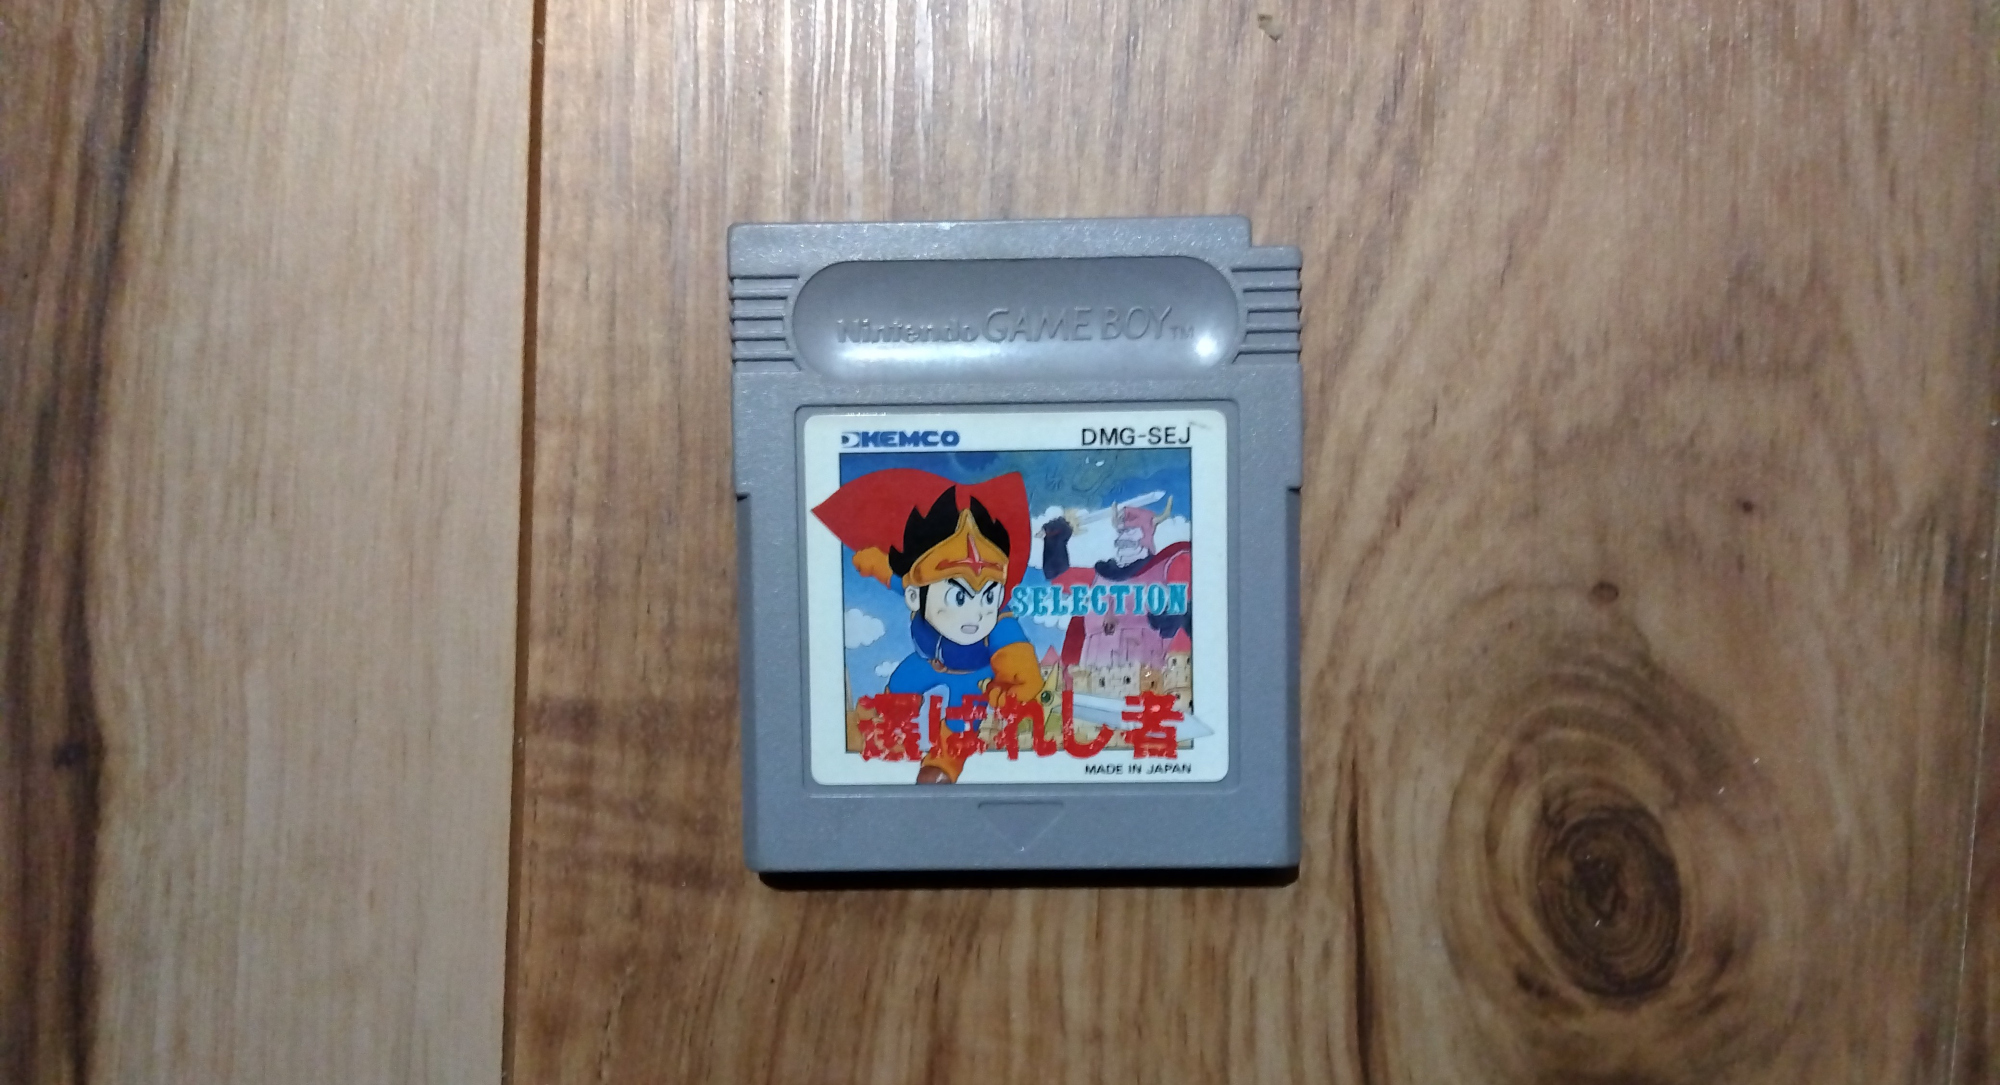 Nintendo GAME BOY TM
KEMCO DMG-SEJ
SELECTION
選ばれし者
MADE IN JAPAN